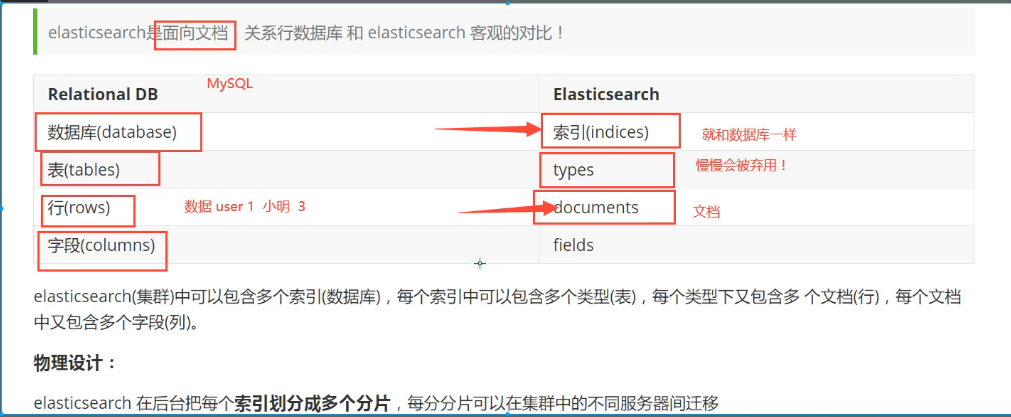 elasticsearch是面向文档 关系行数据库 和 elasticsearch 客观的对比！
MySQL
Relational DB Elasticsearch
数据库(database) 索引(indices) 就和数据库一样
表(tables) types 慢慢会被弃用！
行(rows) 数据 user 1 小明 3 documents 文档
字段(columns) fields
elasticsearch(集群)中可以包含多个索引(数据库)，每个索引中可以包含多个类型(表)，每个类型下又包含多 个文档(行)，每个文档
中又包含多个字段(列)。
物理设计：
elasticsearch 在后台把每个索引划分成多个分片，每分分片可以在集群中的不同服务器间迁移